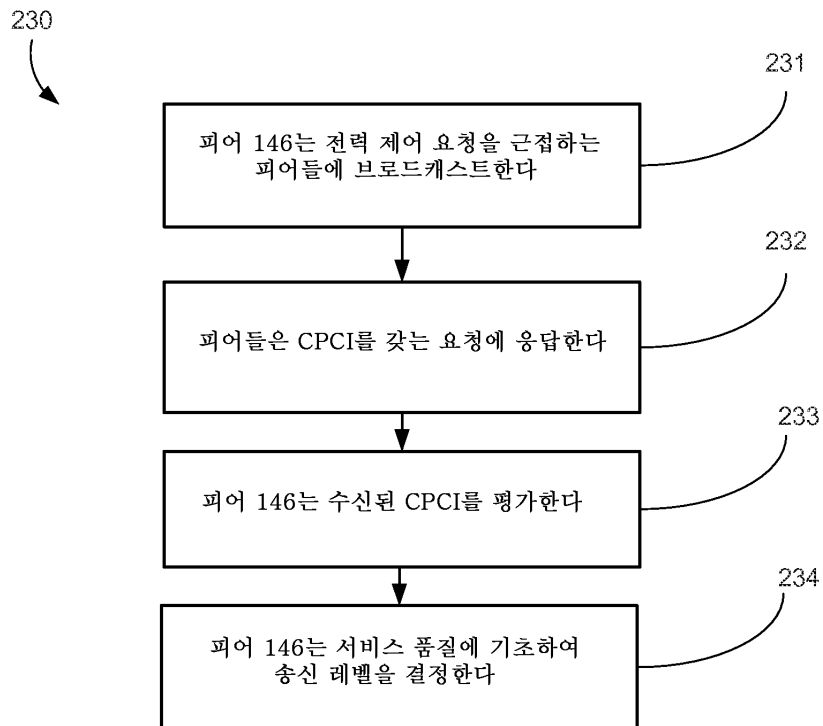 230
231
피어 146는 전력 제어 요청을 근접하는
피어들에 브로드캐스트한다
232
피어들은 CPCI를 갖는 요청에 응답한다
233
피어 146는 수신된 CPCI를 평가한다
234
피어 146는 서비스 품질에 기초하여
송신 레벨을 결정한다